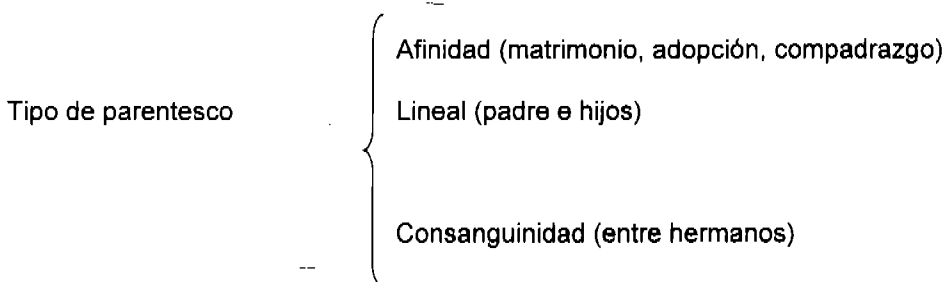 Afinidad (matrimonio, adopción, compadrazgo)
Tipo de parentesco
Lineal (padre e hijos)
Consanguinidad (entre hermanos)